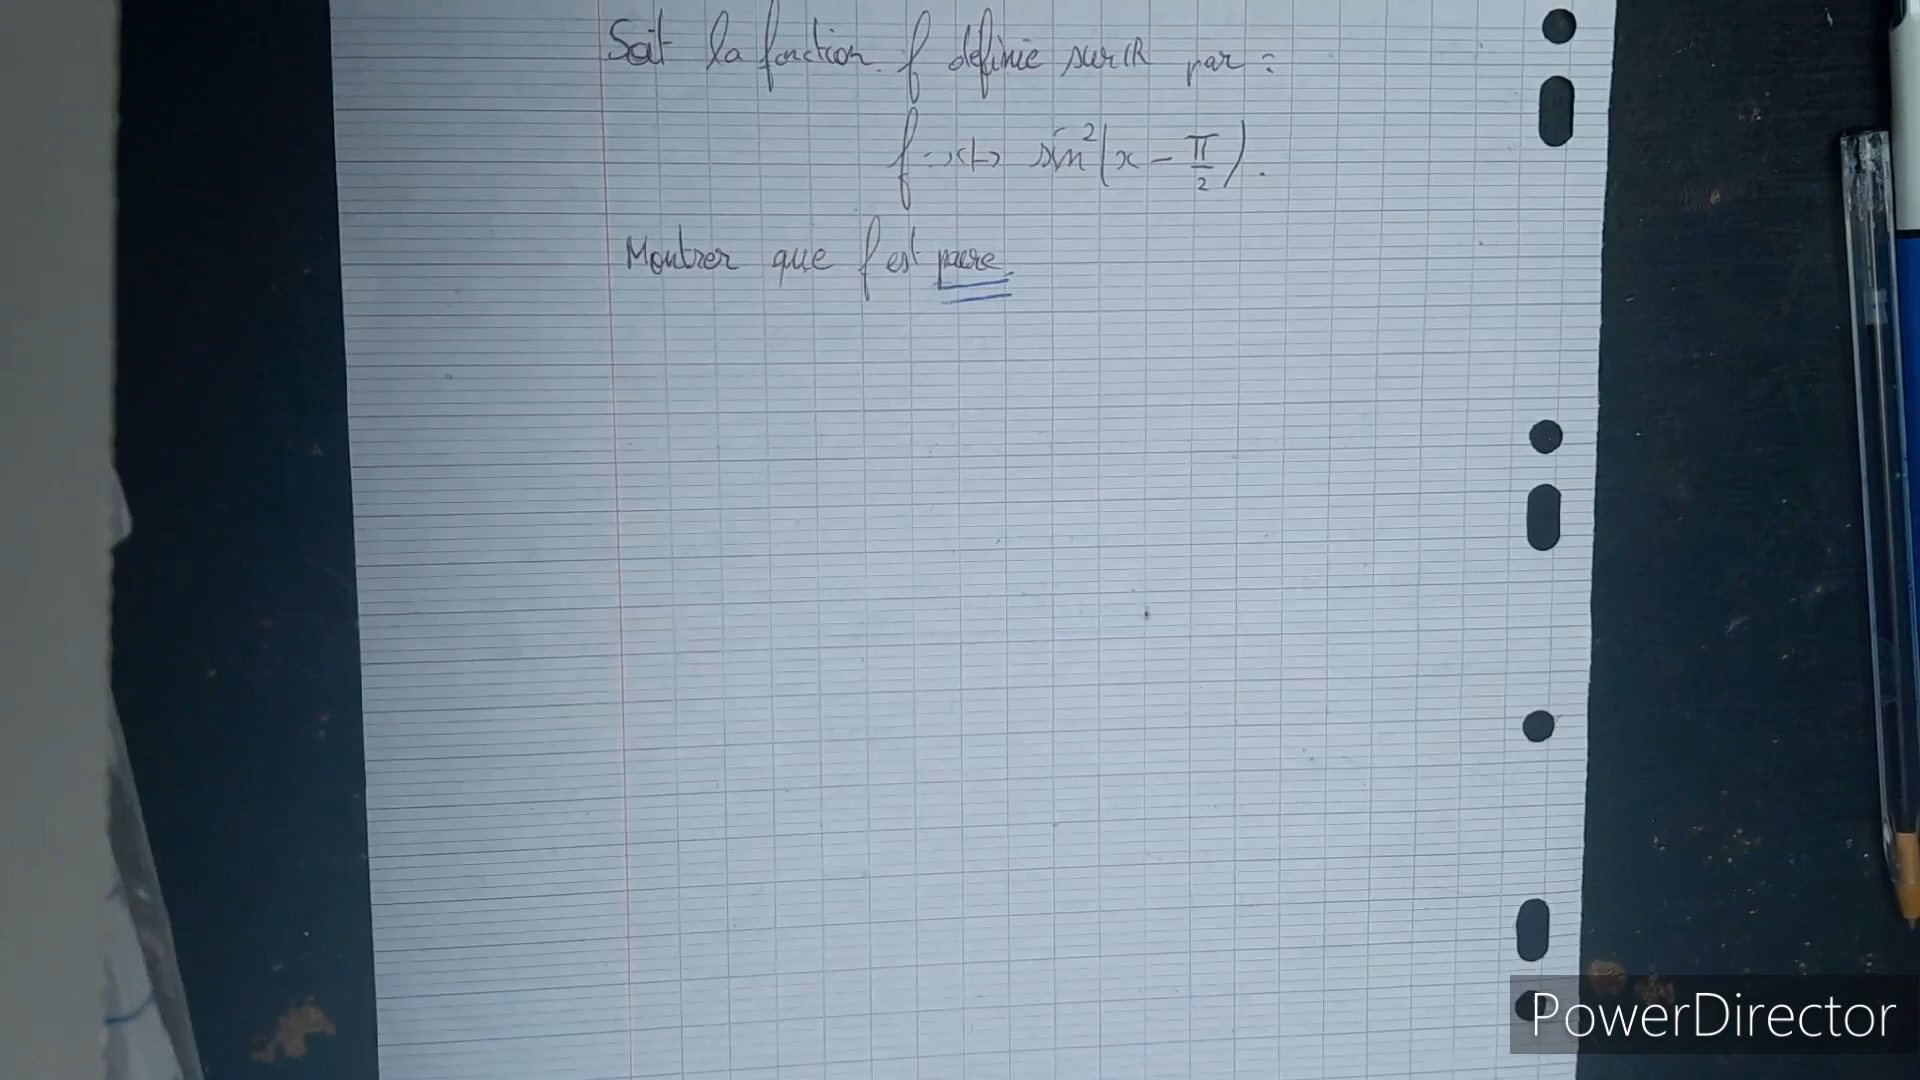 Soit la fonction f définie sur ℝ par :
f : x ↦ sin²(x - π/2).
Montrer que f est paire.
PowerDirector